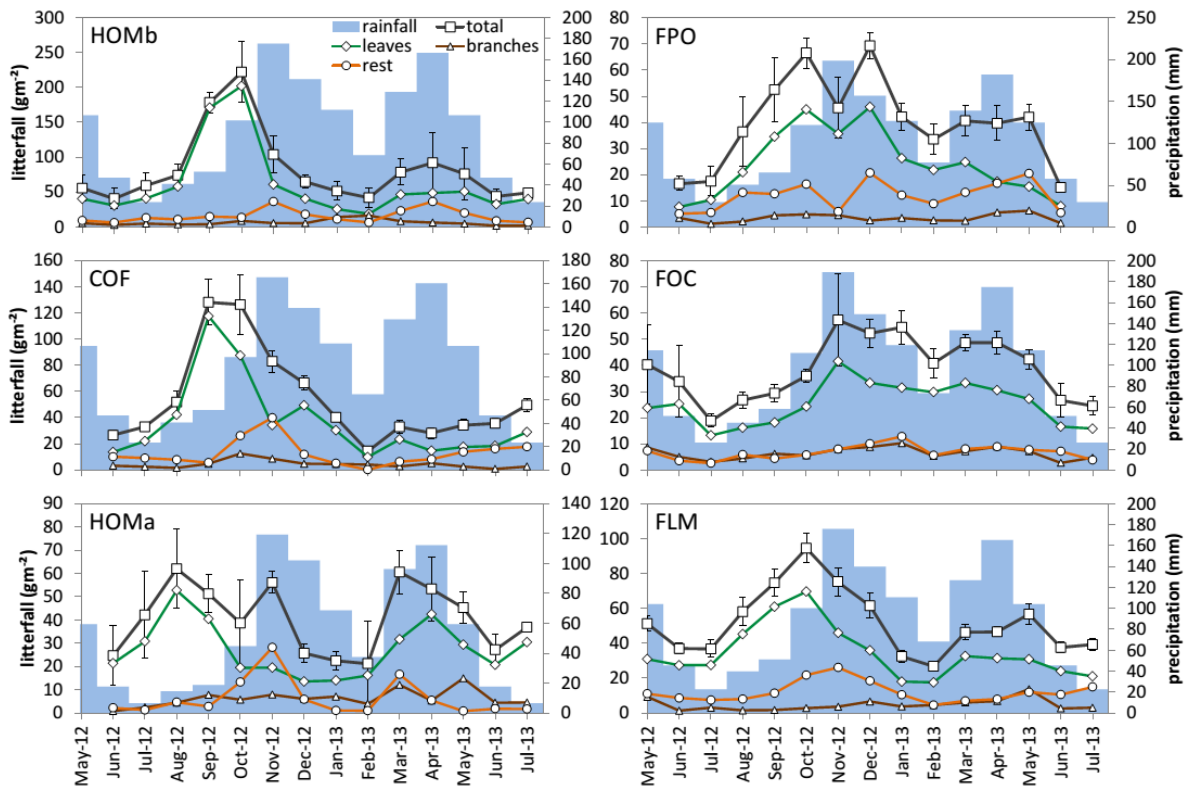 HOMb
rainfall
total
leaves
branches
rest
litterfall (gm⁻²)
300
250
200
150
100
50
0
200
180
160
140
120
100
80
60
40
20
0
FPO
80
70
60
50
40
30
20
10
0
250
200
150
100
50
0
precipitation (mm)
COF
litterfall (gm⁻²)
160
140
120
100
80
60
40
20
0
180
160
140
120
100
80
60
40
20
0
FOC
80
70
60
50
40
30
20
10
0
200
180
160
140
120
100
80
60
40
20
0
precipitation (mm)
HOMa
litterfall (gm⁻²)
90
80
70
60
50
40
30
20
10
0
140
120
100
80
60
40
20
0
May-12
Jun-12
Jul-12
Aug-12
Sep-12
Oct-12
Nov-12
Dec-12
Jan-13
Feb-13
Mar-13
Apr-13
May-13
Jun-13
Jul-13
FLM
120
100
80
60
40
20
0
200
180
160
140
120
100
80
60
40
20
0
precipitation (mm)
May-12
Jun-12
Jul-12
Aug-12
Sep-12
Oct-12
Nov-12
Dec-12
Jan-13
Feb-13
Mar-13
Apr-13
May-13
Jun-13
Jul-13